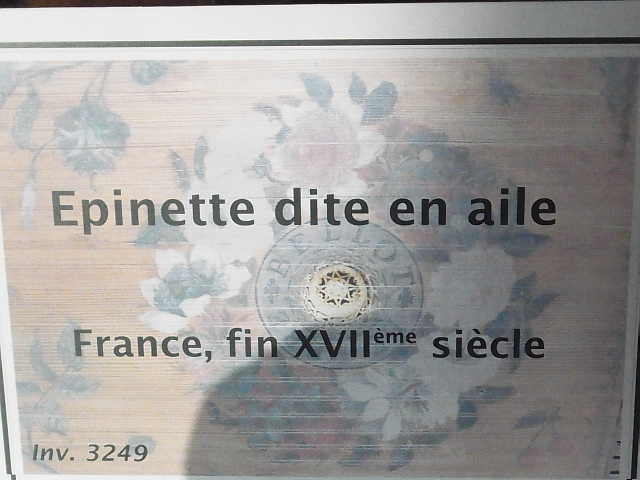 Epinette dite en aile
France, fin XVIIème siècle
Inv. 3249